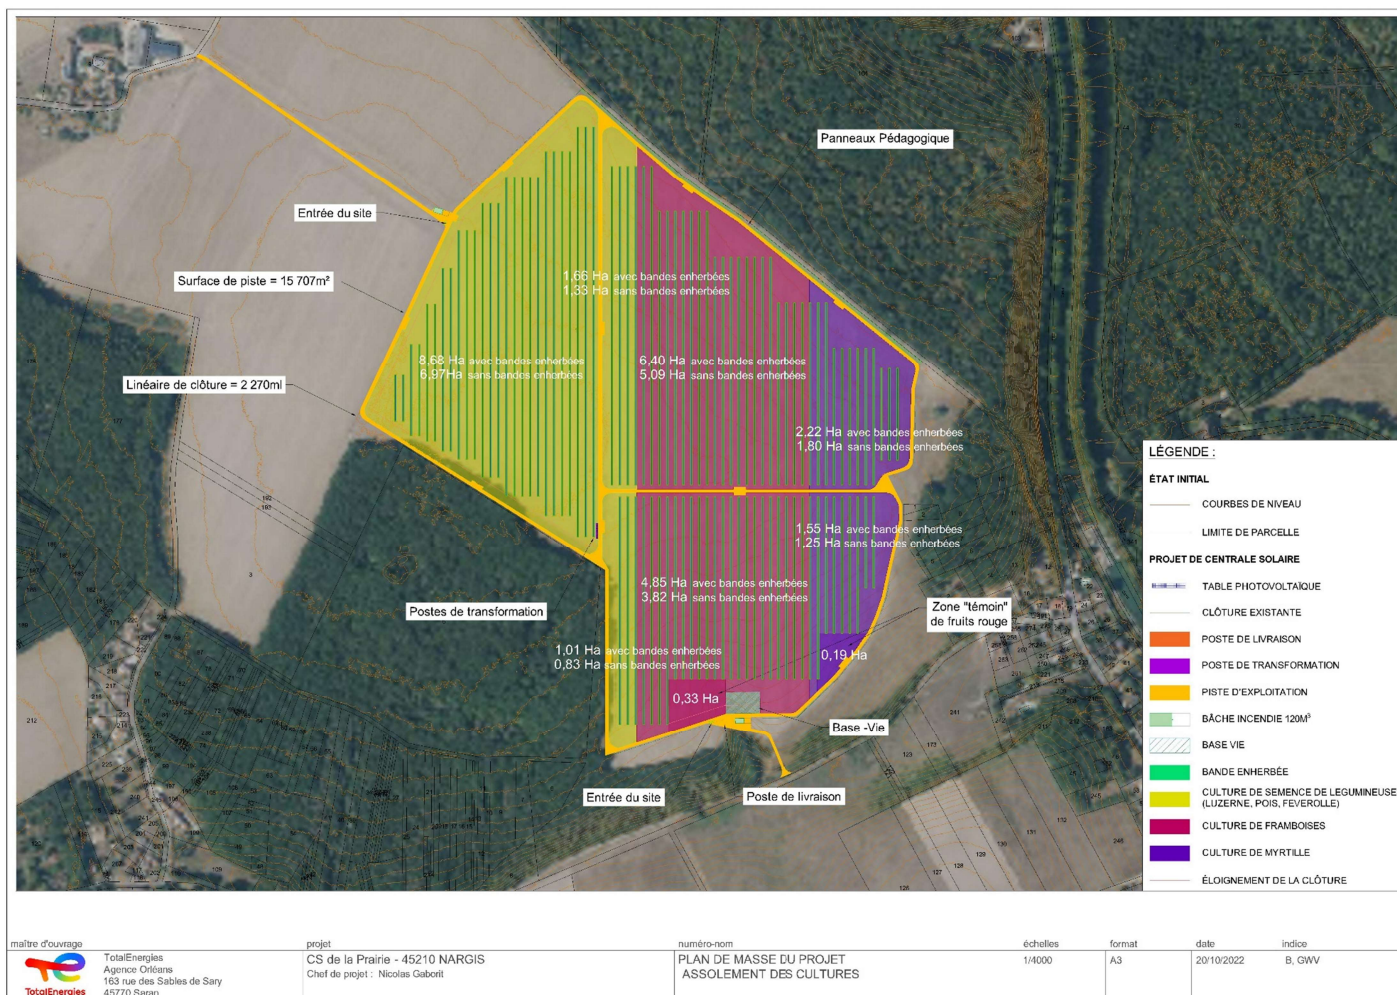 Panneaux Pédagogique
Entrée du site
Surface de piste = 15 707m²
Linéaire de clôture = 2 270ml
1,66 Ha avec bandes enherbées
1,33 Ha sans bandes enherbées
8,68 Ha avec bandes enherbées
6,97Ha sans bandes enherbées
6,40 Ha avec bandes enherbées
5,09 Ha sans bandes enherbées
2,22 Ha avec bandes enherbées
1,80 Ha sans bandes enherbées
1,55 Ha avec bandes enherbées
1,25 Ha sans bandes enherbées
4,85 Ha avec bandes enherbées
3,82 Ha sans bandes enherbées
Postes de transformation
Zone "témoin"
de fruits rouge
1,01 Ha avec bandes enherbées
0,83 Ha sans bandes enherbées
0,19 Ha
0,33 Ha
Base -Vie
Entrée du site
Poste de livraison
LÉGENDE :
ÉTAT INITIAL
COURBES DE NIVEAU
LIMITE DE PARCELLE
PROJET DE CENTRALE SOLAIRE
TABLE PHOTOVOLTAÏQUE
CLÔTURE EXISTANTE
POSTE DE LIVRAISON
POSTE DE TRANSFORMATION
PISTE D'EXPLOITATION
BÂCHE INCENDIE 120M³
BASE VIE
BANDE ENHERBÉE
CULTURE DE SEMENCE DE LEGUMINEUSE
(LUZERNE, POIS, FEVEROLLE)
CULTURE DE FRAMBOISES
CULTURE DE MYRTILLE
ÉLOIGNEMENT DE LA CLÔTURE
maître d'ouvrage
TotalEnergies
TotalEnergies
Agence Orléans
163 rue des Sables de Sary
45770 Saran
projet
CS de la Prairie - 45210 NARGIS
Chef de projet : Nicolas Gaborit
numéro-nom
PLAN DE MASSE DU PROJET
ASSOLEMENT DES CULTURES
échelles
1/4000
format
A3
date
20/10/2022
indice
B, GWV